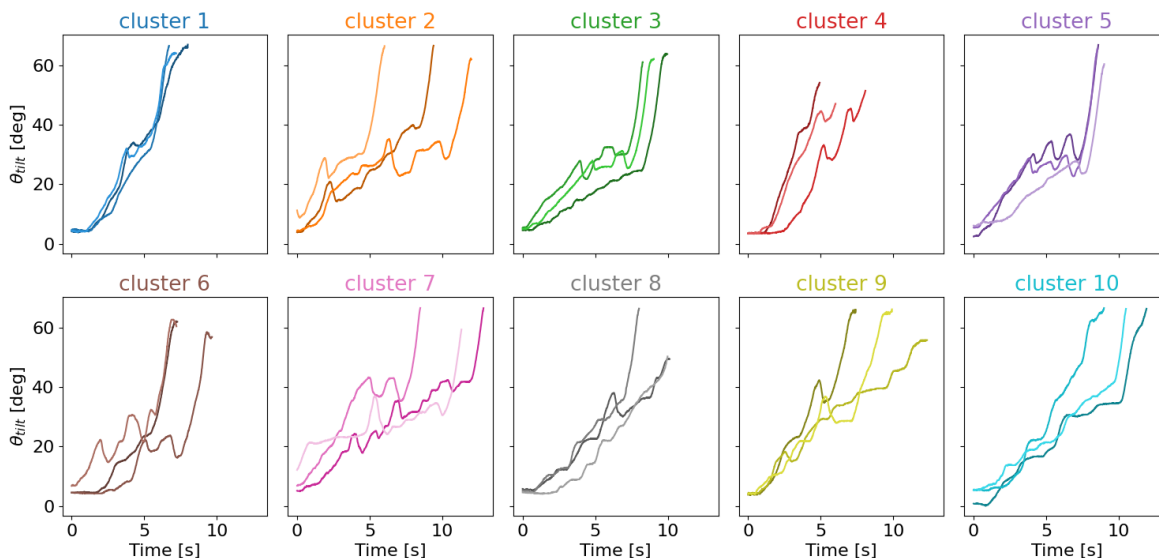 cluster 1 cluster 2 cluster 3 cluster 4 cluster 5
60
40
20
0
θtilt [deg]
cluster 6 cluster 7 cluster 8 cluster 9 cluster 10
60
40
20
0
θtilt [deg]
0 5 10 0 5 10 0 5 10 0 5 10 0 5 10
Time [s] Time [s] Time [s] Time [s] Time [s]